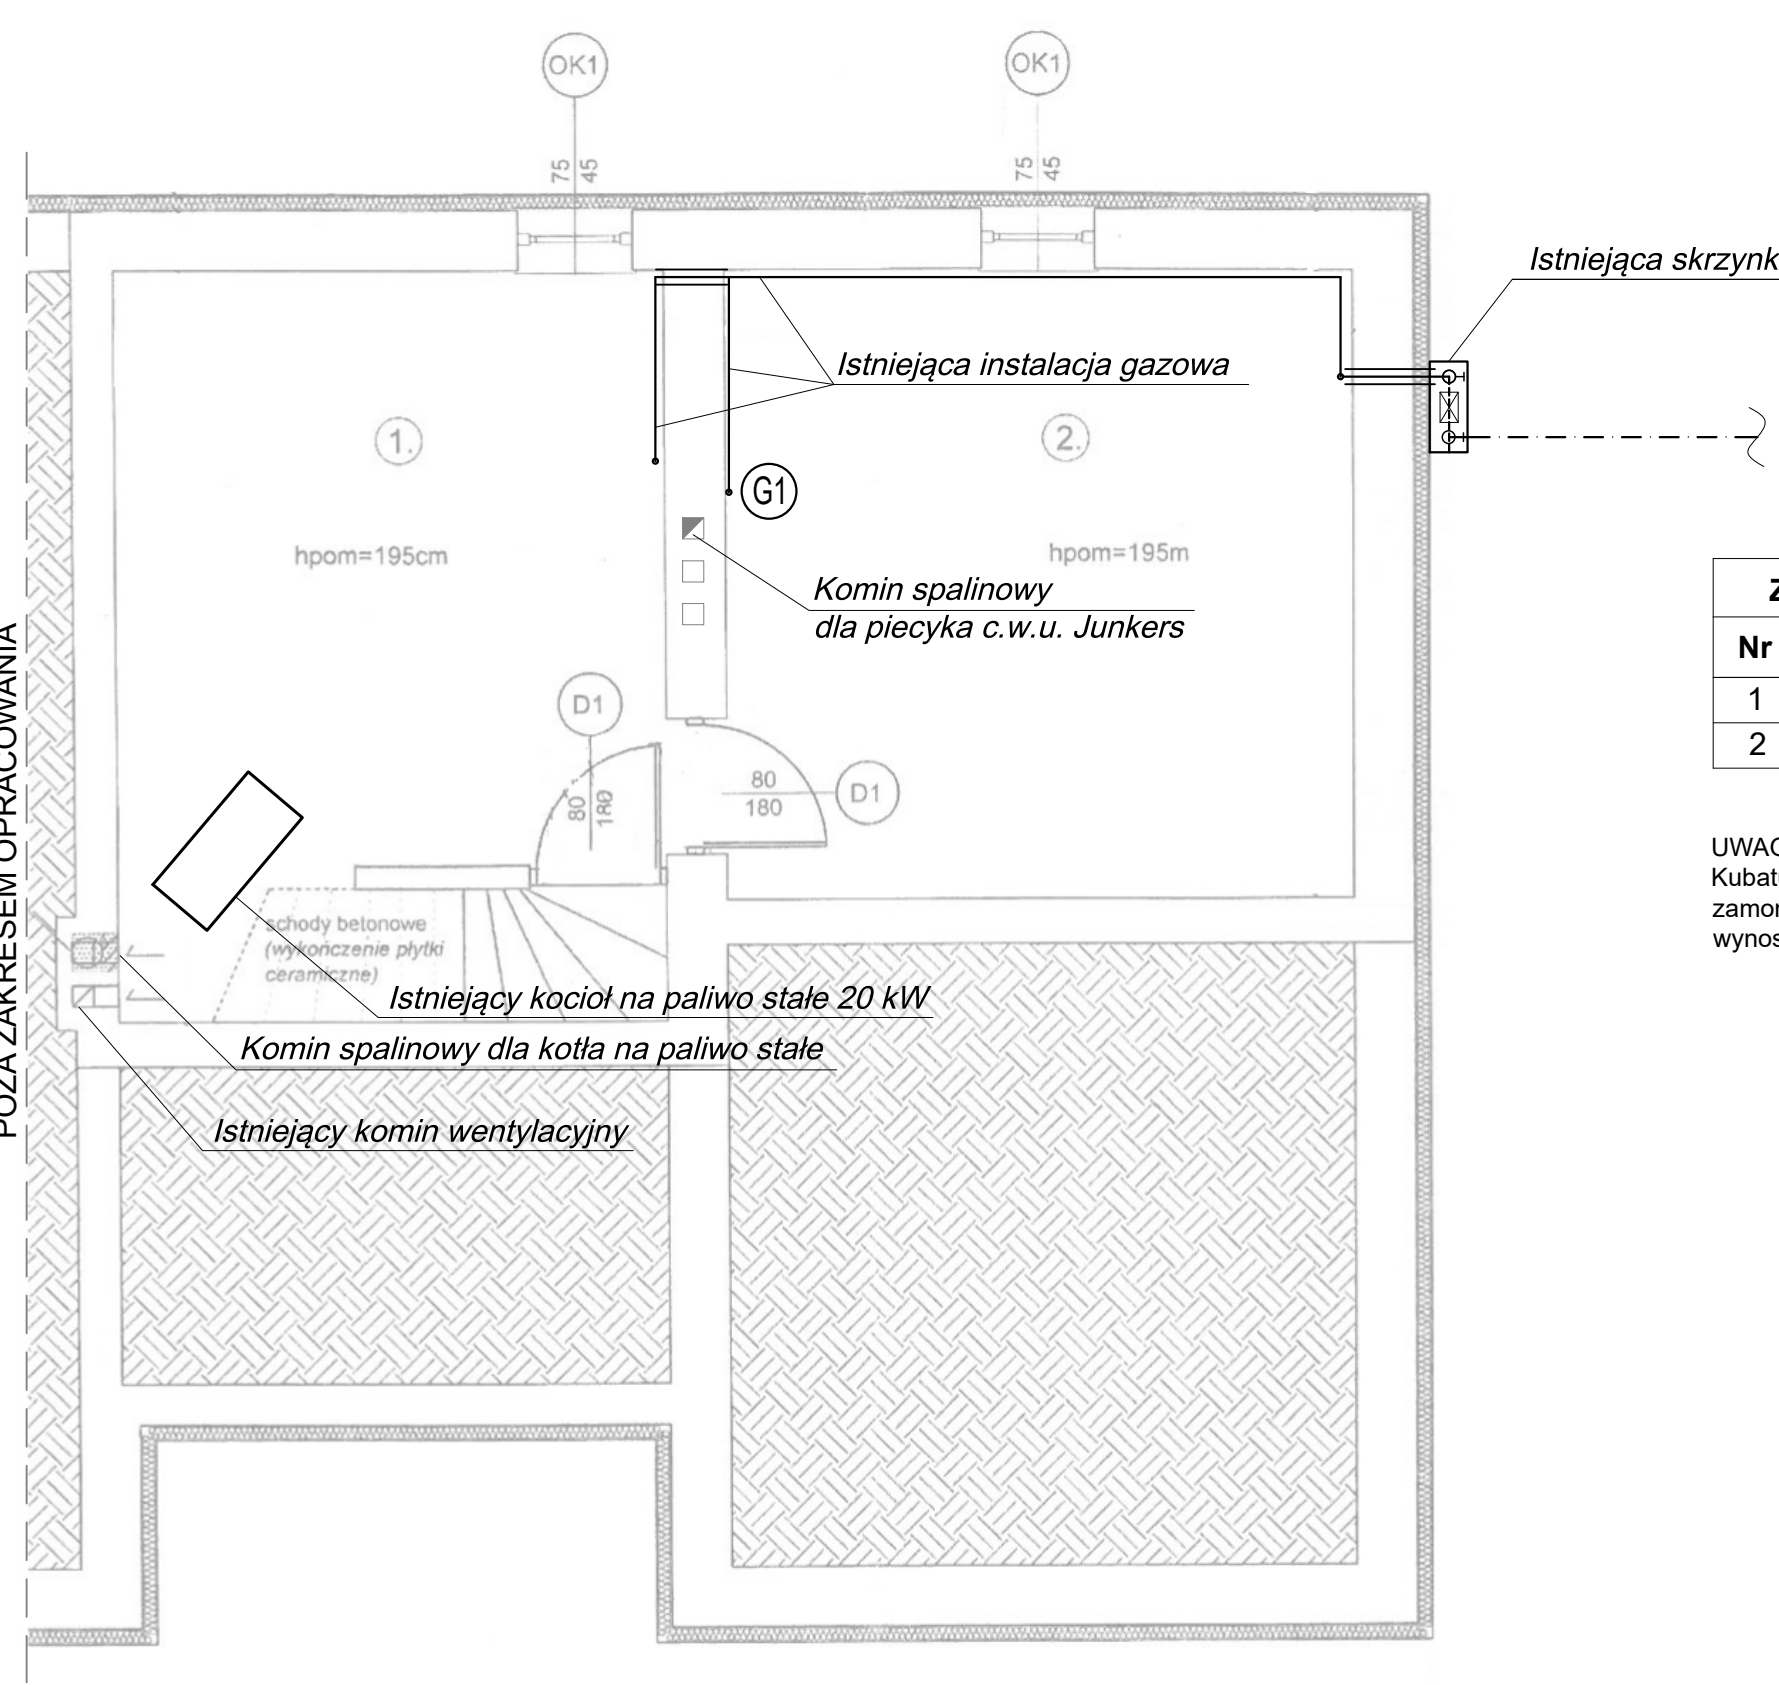 OK1
OK1
75
45
75
45
Istniejąca skrzynk
Istniejąca instalacja gazowa
1.
2.
G1
hpom=195cm
hpom=195m
Komin spalinowy
dla piecyka c.w.u. Junkers
Z
Nr
1
2
POZA ZAKRESEM OPRACOWANIA
D1
80
180
80
180
D1
UWAG
Kubatu
zamon
wynos
schody betonowe
(wykończenie płytki
ceramiczne)
Istniejący kocioł na paliwo stałe 20 kW
Komin spalinowy dla kotła na paliwo stałe
Istniejący komin wentylacyjny